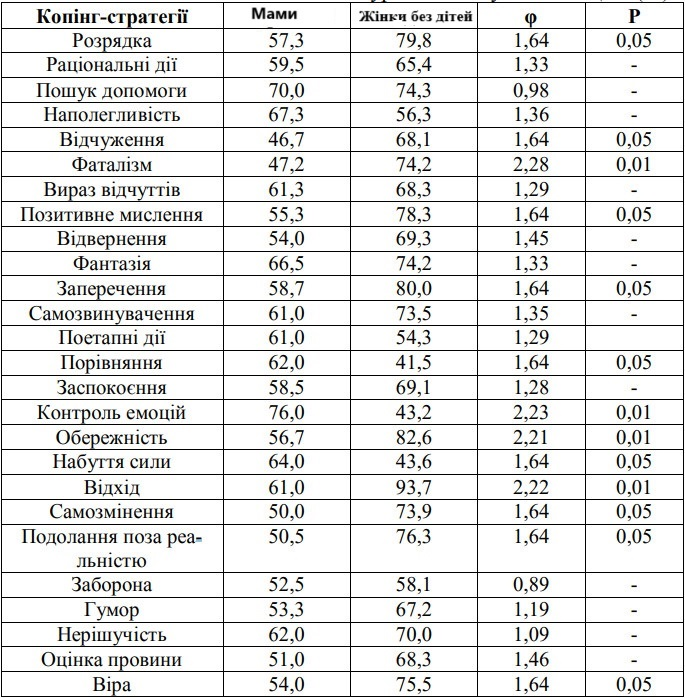 Копінг-стратегії Мами Жінки без дітей φ P
Розрядка 57,3 79,8 1,64 0,05
Раціональні дії 59,5 65,4 1,33 -
Пошук допомоги 70,0 74,3 0,98 -
Наполегливість 67,3 56,3 1,36 -
Відчуження 46,7 68,1 1,64 0,05
Фаталізм 47,2 74,2 2,28 0,01
Вираз відчуттів 61,3 68,3 1,29 -
Позитивне мислення 55,3 78,3 1,64 0,05
Відвернення 54,0 69,3 1,45 -
Фантазія 66,5 74,2 1,33 -
Заперечення 58,7 80,0 1,64 0,05
Самозвинувачення 61,0 73,5 1,35 -
Поетапні дії 61,0 54,3 1,29
Порівняння 62,0 41,5 1,64 0,05
Заспокоєння 58,5 69,1 1,28 -
Контроль емоцій 76,0 43,2 2,23 0,01
Обережність 56,7 82,6 2,21 0,01
Набуття сили 64,0 43,6 1,64 0,05
Відхід 61,0 93,7 2,22 0,01
Самозмінення 50,0 73,9 1,64 0,05
Подолання поза реа- 50,5 76,3 1,64 0,05
льністю
Заборона 52,5 58,1 0,89 -
Гумор 53,3 67,2 1,19 -
Нерішучість 62,0 70,0 1,09 -
Оцінка провини 51,0 68,3 1,46 -
Віра 54,0 75,5 1,64 0,05